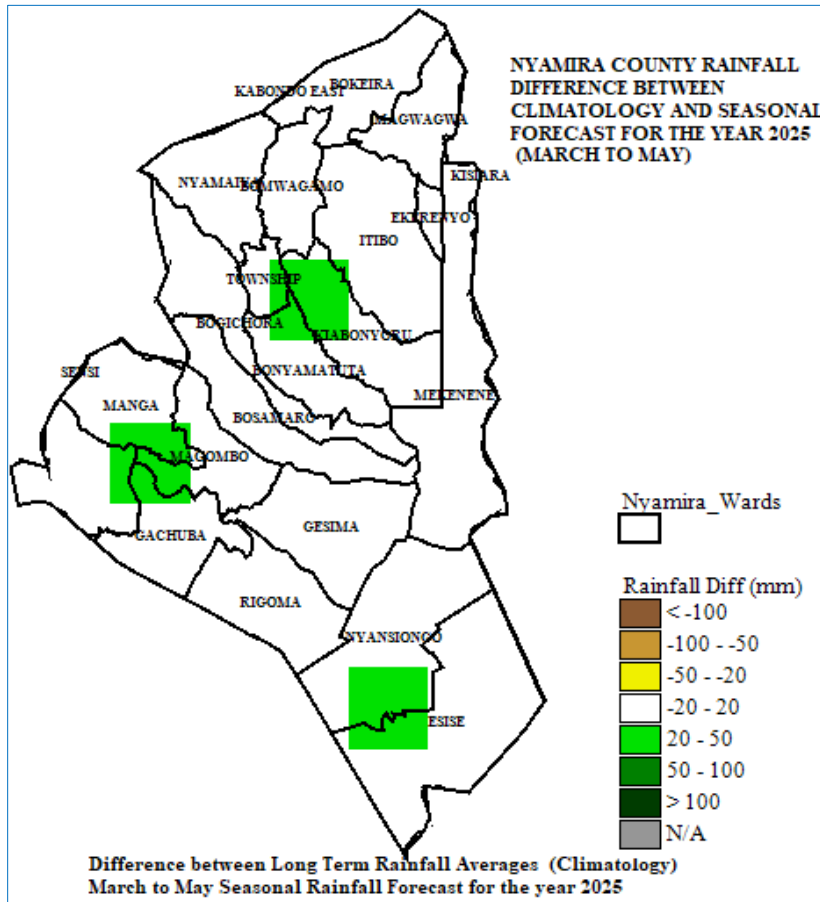 NYAMIRA COUNTY RAINFALL
DIFFERENCE BETWEEN
CLIMATOLOGY AND SEASONAL
FORECAST FOR THE YEAR 2025
(MARCH TO MAY)
BOKEIRA
KABONDO EAST
MAGWAGWA
KISIARA
NYAMAIYA
BOMWAGAMO
EKERENYO
ITIBO
TOWNSHIP
BOGICHORA
KIABONYORU
BONYAMATUTA
SENSI
MEKENENE
MANGA
BOSAMARO
MAGOMBO
GACHUBA
GESIMA
RIGOMA
NYANSIONGO
ESISE
Nyamira_Wards
Rainfall Diff (mm)
< -100
-100 - -50
-50 - -20
-20 - 20
20 - 50
50 - 100
> 100
N/A
Difference between Long Term Rainfall Averages (Climatology)
March to May Seasonal Rainfall Forecast for the year 2025